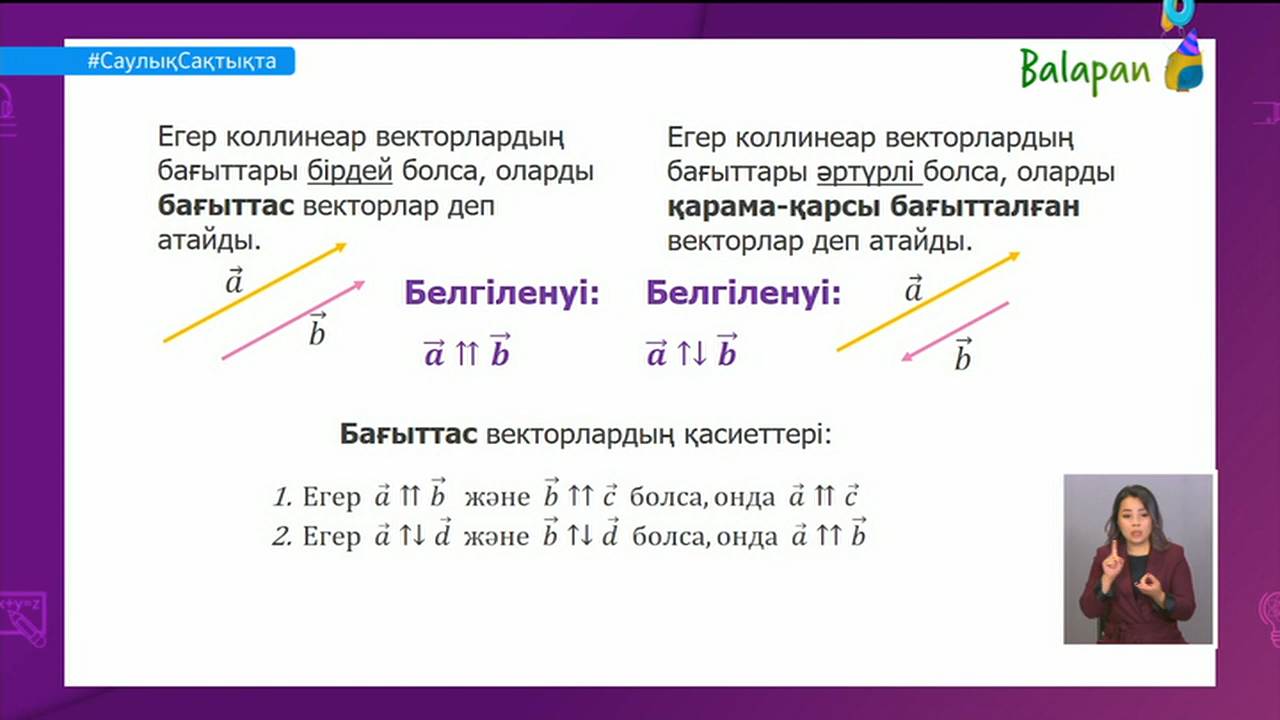 #СаулықСақтықта
Balapan
Егер коллинеар векторлардың
бағыттары бірдей болса, оларды
бағыттас векторлар деп
атайды.
a⃗
b⃗
Белгіленуі:
a⃗ ⇈ b⃗
Егер коллинеар векторлардың
бағыттары әртүрлі болса, оларды
қарама-қарсы бағытталған
векторлар деп атайды.
Белгіленуі:
a⃗ ↑↓ b⃗
a⃗
b⃗
Бағыттас векторлардың қасиеттері:
1. Егер a⃗ ⇈ b⃗ және b⃗ ↑↑ c⃗ болса, онда a⃗ ⇈ c⃗
2. Егер a⃗ ↑↓ d⃗ және b⃗ ↑↓ d⃗ болса, онда a⃗ ↑↑ b⃗
x+y=z